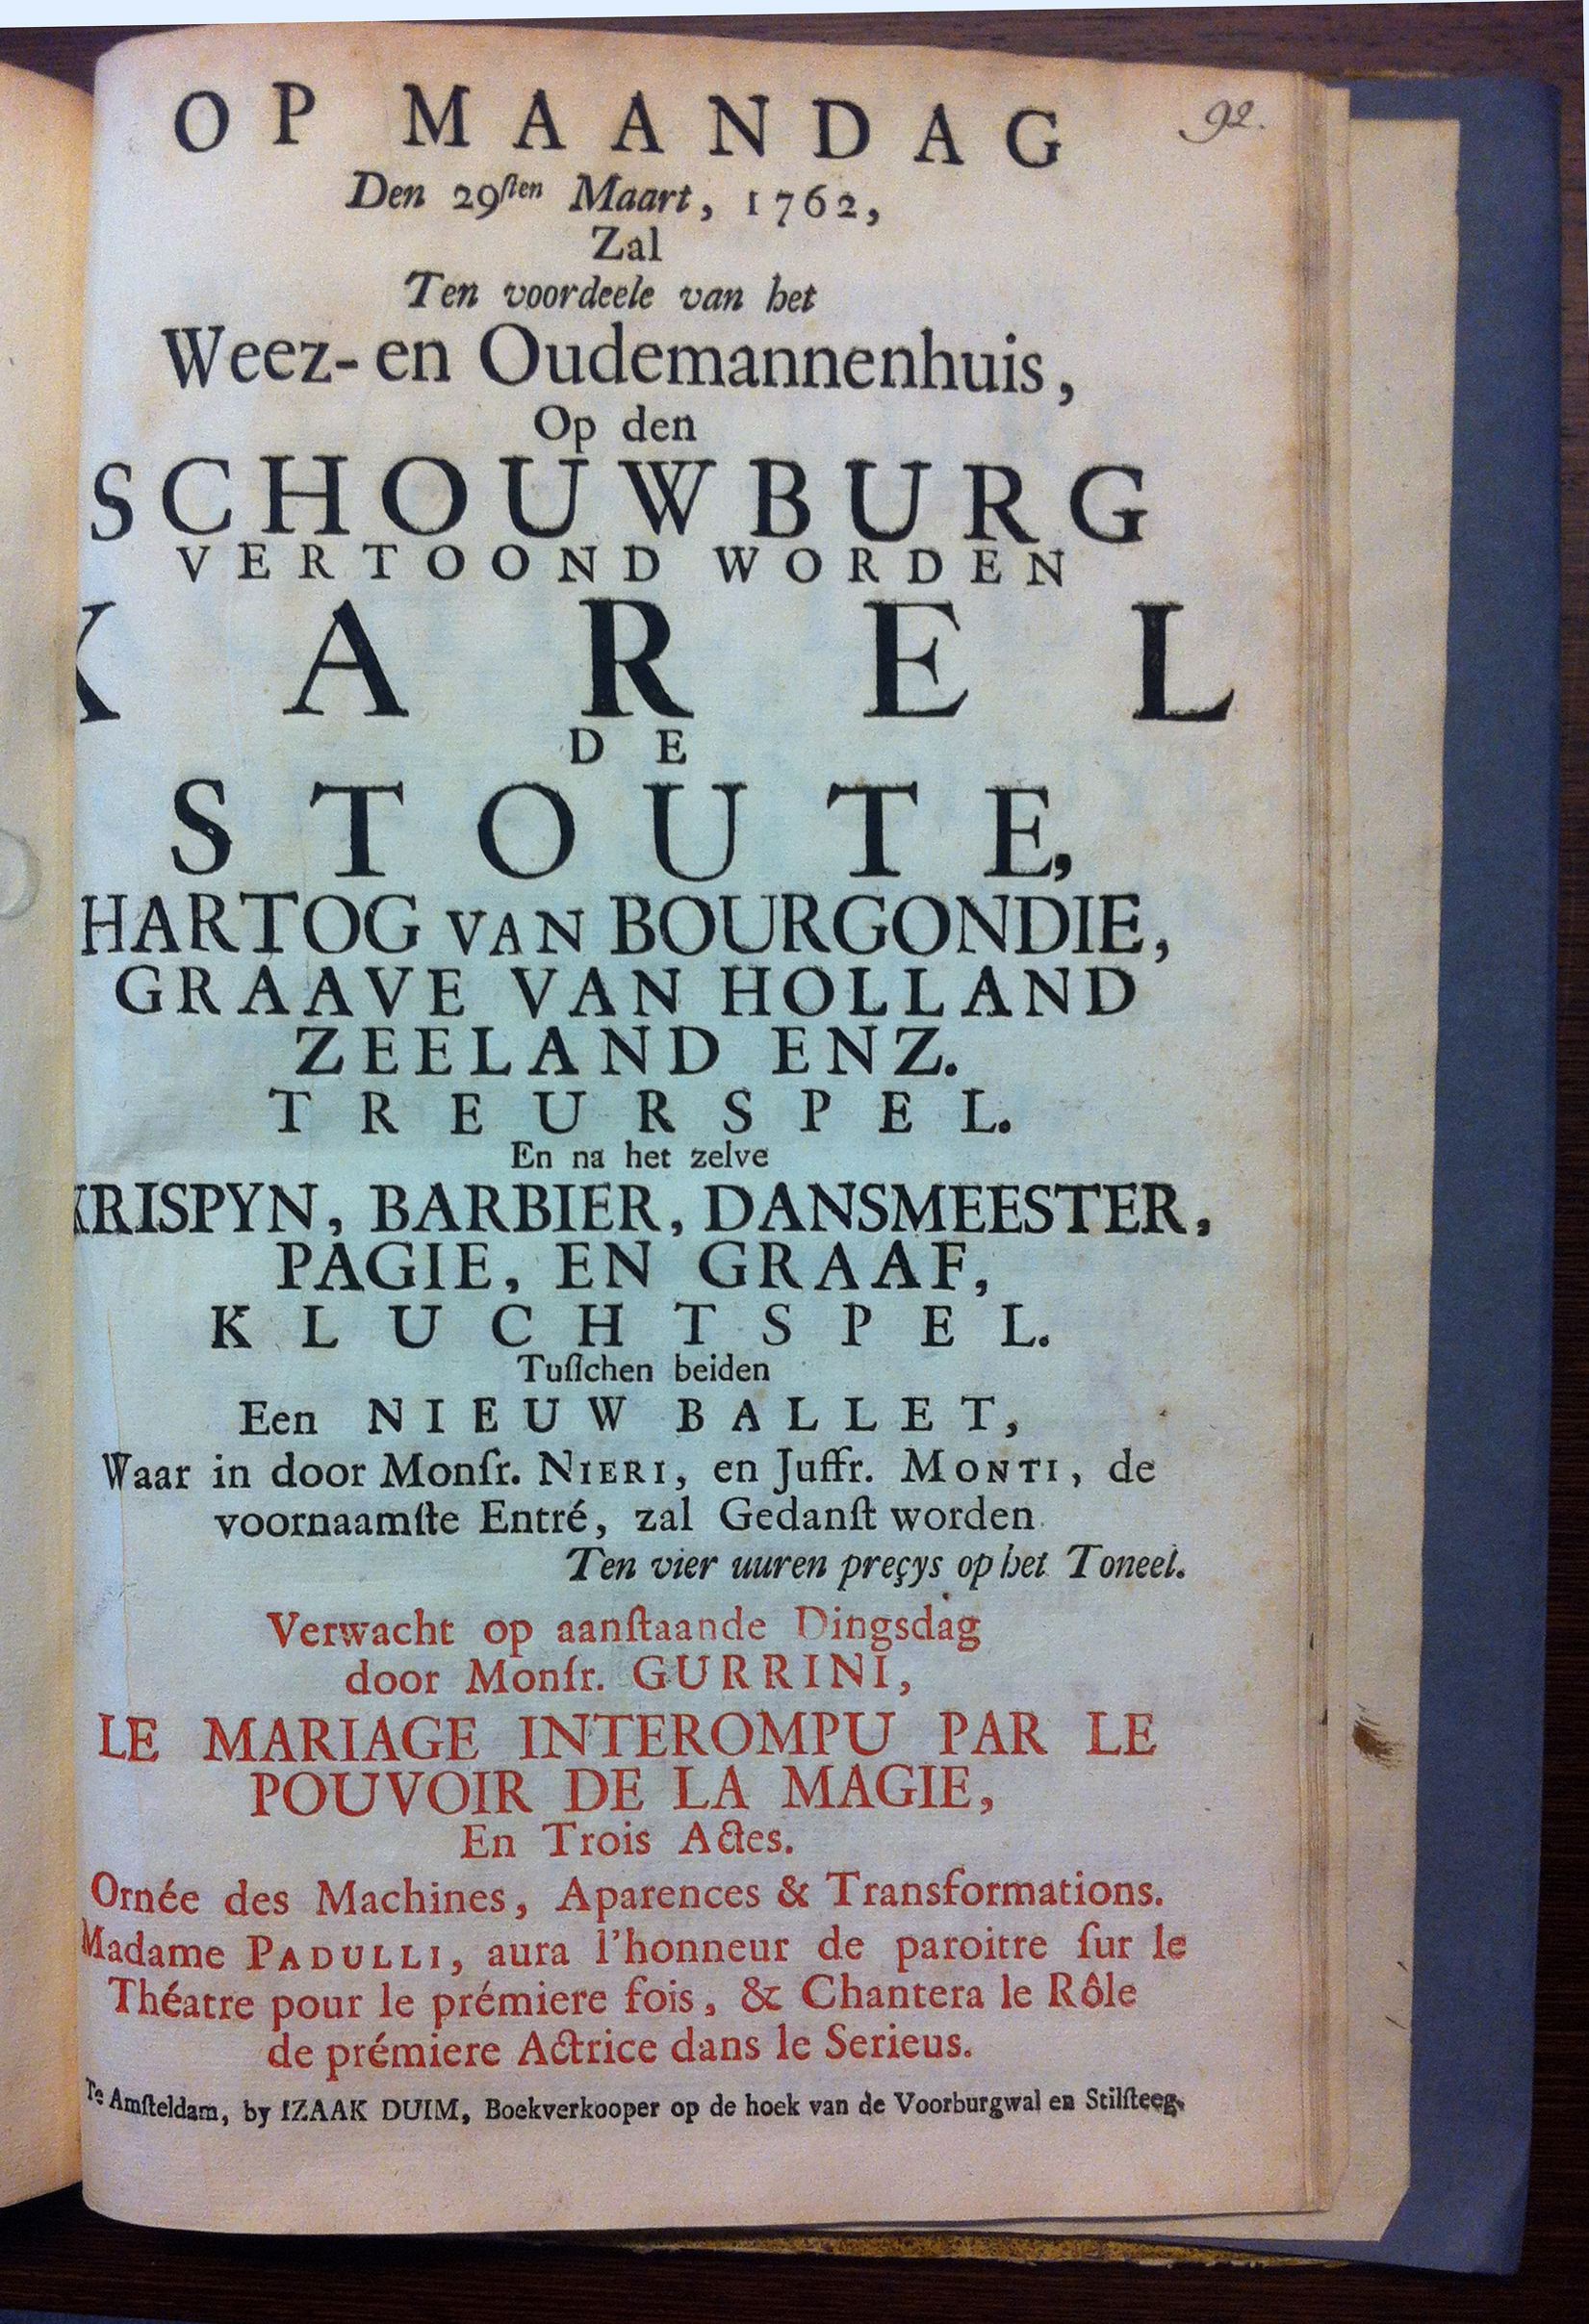 92.
OP MAANDAG
Den 29ſten Maart, 1762,
Zal
Ten voordeele van het
Weez- en Oudemannenhuis,
Op den
SCHOUWBURG
VERTOOND WORDEN
KAREL
DE
STOUTE,
HARTOG VAN BOURGONDIE,
GRAAVE VAN HOLLAND
ZEELAND ENZ.
TREURSPEL.
En na het zelve
KRISPYN, BARBIER, DANSMEESTER,
PAGIE, EN GRAAF,
KLUCHTSPEL.
Tuſſchen beiden
Een NIEUW BALLET,
Waar in door Monſr. NIERI, en Juffr. MONTI, de
voornaamſte Entré, zal Gedanſt worden
Ten vier uuren preçys op het Toneel.
Verwacht op aanſtaande Dingsdag
door Monſr. GURRINI,
LE MARIAGE INTEROMPU PAR LE
POUVOIR DE LA MAGIE,
En Trois Actes.
Ornée des Machines, Aparences & Transformations.
Madame PADULLI, aura l'honneur de paroitre ſur le
Théatre pour le prémiere fois, & Chantera le Rôle
de prémiere Actrice dans le Serieus.
Te Amſteldam, by IZAAK DUIM, Boekverkooper op de hoek van de Voorburgwal en Stilſteeg.